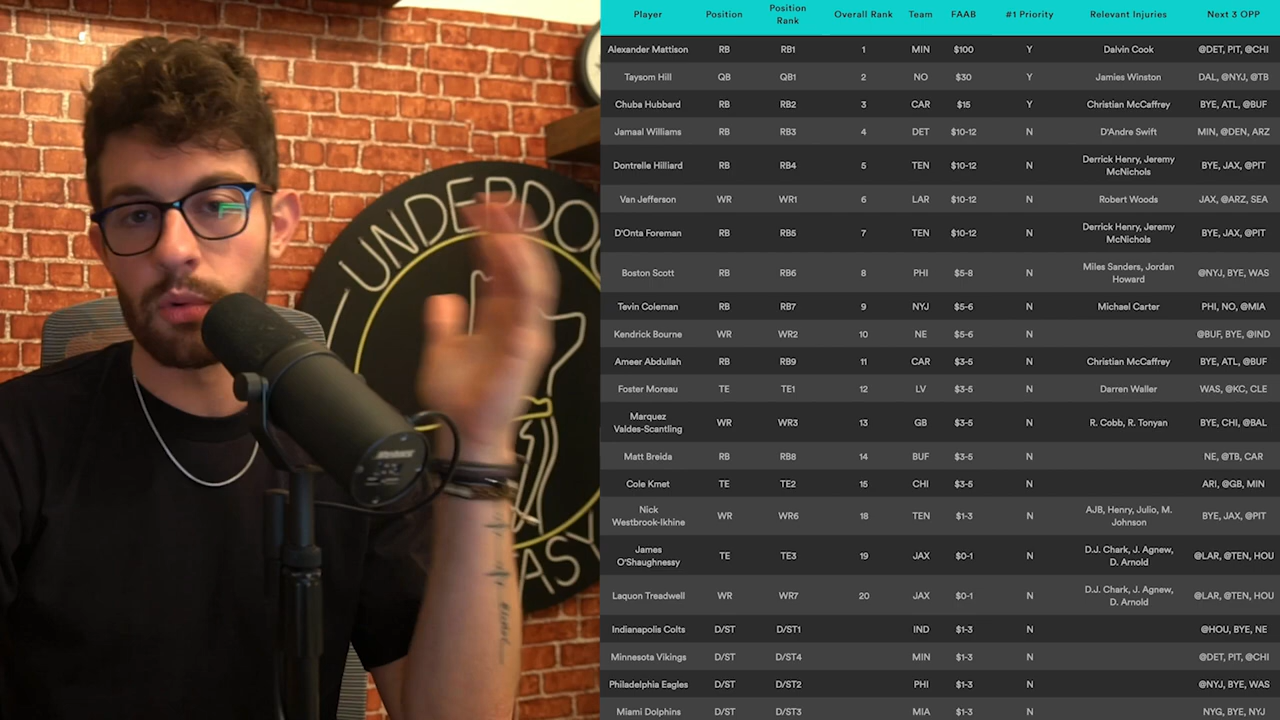 UNDERDO
ASY
Player Position Position Rank Overall Rank Team FAAB #1 Priority Relevant Injuries Next 3 OPP
Alexander Mattison RB RB1 1 MIN $100 Y Dalvin Cook @DET, PIT, @CHI
Taysom Hill QB QB1 2 NO $30 Y Jamies Winston DAL, @NYJ, @TB
Chuba Hubbard RB RB2 3 CAR $15 Y Christian McCaffrey BYE, ATL, @BUF
Jamaal Williams RB RB3 4 DET $10-12 N D'Andre Swift MIN, @DEN, ARZ
Dontrelle Hilliard RB RB4 5 TEN $10-12 N Derrick Henry, Jeremy McNichols BYE, JAX, @PIT
Van Jefferson WR WR1 6 LAR $10-12 N Robert Woods JAX, @ARZ, SEA
D'Onta Foreman RB RB5 7 TEN $10-12 N Derrick Henry, Jeremy McNichols BYE, JAX, @PIT
Boston Scott RB RB6 8 PHI $5-8 N Miles Sanders, Jordan Howard @NYJ, BYE, WAS
Tevin Coleman RB RB7 9 NYJ $5-6 N Michael Carter PHI, NO, @MIA
Kendrick Bourne WR WR2 10 NE $5-6 N @BUF, BYE, @IND
Ameer Abdullah RB RB9 11 CAR $3-5 N Christian McCaffrey BYE, ATL, @BUF
Foster Moreau TE TE1 12 LV $3-5 N Darren Waller WAS, @KC, CLE
Marquez Valdes-Scantling WR WR3 13 GB $3-5 N R. Cobb, R. Tonyan BYE, CHI, @BAL
Matt Breida RB RB8 14 BUF $3-5 N NE, @TB, CAR
Cole Kmet TE TE2 15 CHI $3-5 N ARI, @GB, MIN
Nick Westbrook-Ikhine WR WR6 18 TEN $1-3 N AJB, Henry, Julio, M. Johnson BYE, JAX, @PIT
James O'Shaughnessy TE TE3 19 JAX $0-1 N D.J. Chark, J. Agnew, D. Arnold @LAR, @TEN, HOU
Laquon Treadwell WR WR7 20 JAX $0-1 N D.J. Chark, J. Agnew, D. Arnold @LAR, @TEN, HOU
Indianapolis Colts D/ST D/ST1 IND $1-3 N HOU, BYE, NE
Minnesota Vikings D/ST ST4 MIN $1-3 N PIT, @CHI
Philadelphia Eagles D/ST PHI $1-3 N WAS
Miami Dolphins D/ST MIA $1-3 N NYG, BYE, NYJ